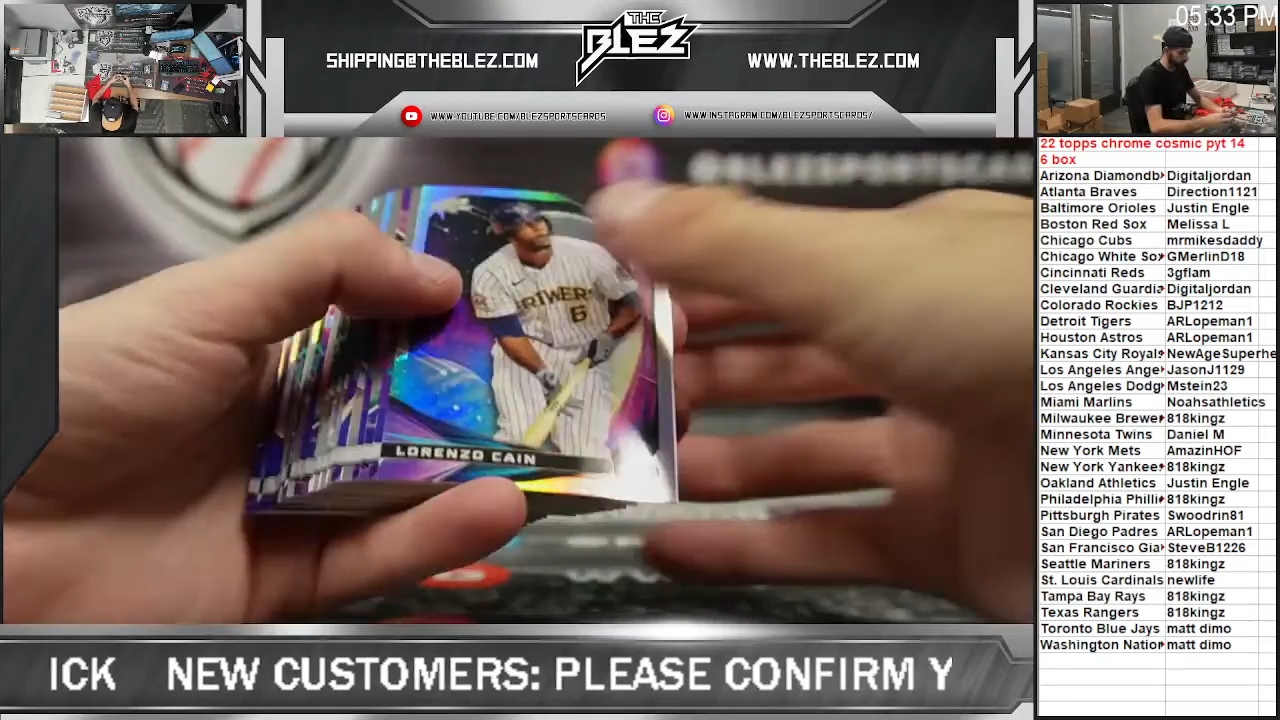 05:33 PM
THE
BLEZ
SHIPPING@THEBLEZ.COM
WWW.THEBLEZ.COM
WWW.YOUTUBE.COM/BLEZSPORTSCARDS
WWW.INSTAGRAM.COM/BLEZSPORTSCARDS/
@BLEZSPORTSCAR
BREWERS
6
LORENZO CAIN
22 topps chrome cosmic pyt 14
6 box
Arizona Diamondb Digitaljordan
Atlanta Braves Direction1121
Baltimore Orioles Justin Engle
Boston Red Sox Melissa L
Chicago Cubs mrmikesdaddy
Chicago White Sox GMerlinD18
Cincinnati Reds 3gflam
Cleveland Guardi Digitaljordan
Colorado Rockies BJP1212
Detroit Tigers ARLopeman1
Houston Astros ARLopeman1
Kansas City Royal NewAgeSuperhe
Los Angeles Ange JasonJ1129
Los Angeles Dodg Mstein23
Miami Marlins Noahsathletics
Milwaukee Brewe 818kingz
Minnesota Twins Daniel M
New York Mets AmazinHOF
New York Yankee 818kingz
Oakland Athletics Justin Engle
Philadelphia Philli 818kingz
Pittsburgh Pirates Swoodrin81
San Diego Padres ARLopeman1
San Francisco Gia SteveB1226
Seattle Mariners 818kingz
St. Louis Cardinals newlife
Tampa Bay Rays 818kingz
Texas Rangers 818kingz
Toronto Blue Jays matt dimo
Washington Nation matt dimo
ICK NEW CUSTOMERS: PLEASE CONFIRM Y